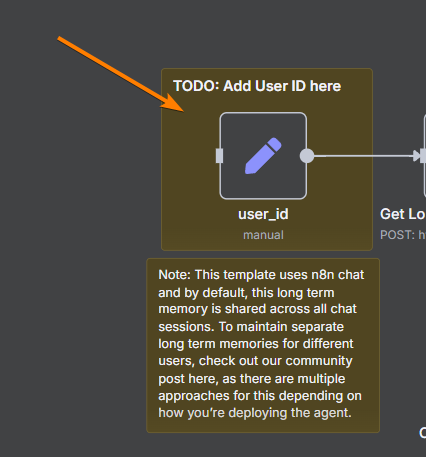 TODO: Add User ID here
user_id
manual
Get Lo
POST: h
Note: This template uses n8n chat
and by default, this long term
memory is shared across all chat
sessions. To maintain separate
long term memories for different
users, check out our community
post here, as there are multiple
approaches for this depending on
how you're deploying the agent.